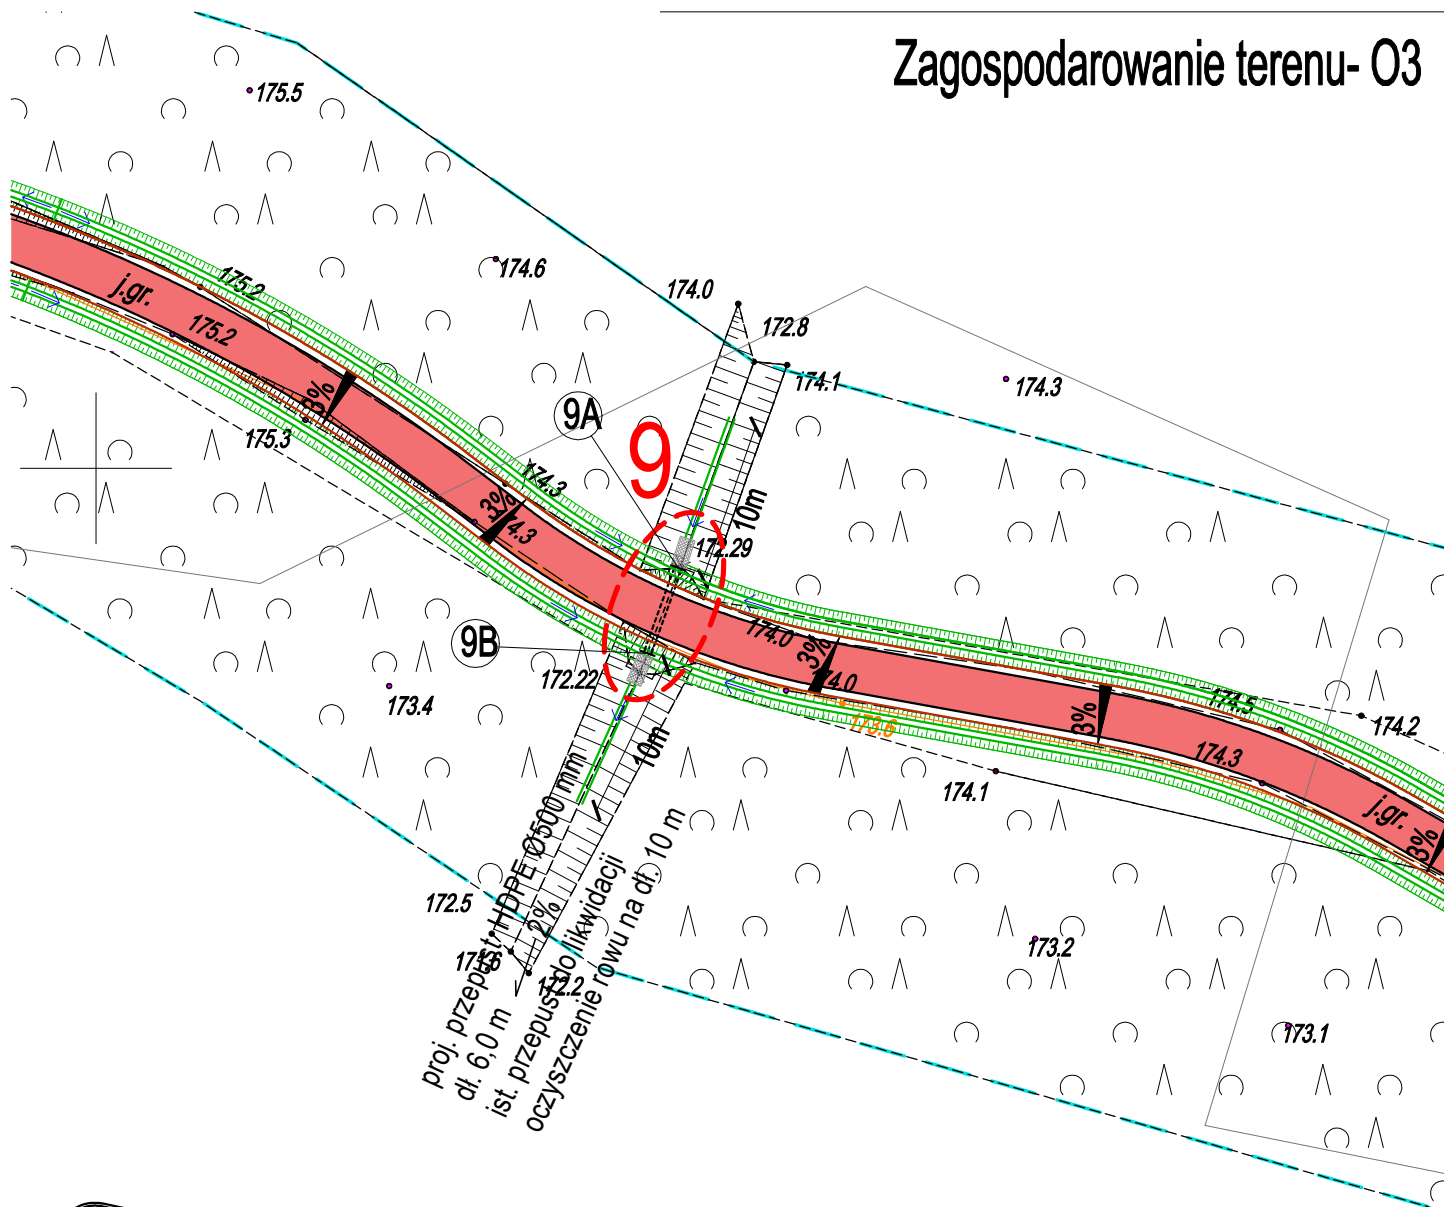 Zagospodarowanie terenu- O3
175.5
174.6
174.0
172.8
174.1
174.3
175.2
j.gr.
175.2
3%
175.3
9A
9
174.3
3%
174.3
10m
172.29
9B
172.22
174.0
3%
174.0
173.6
3%
174.5
174.2
174.3
174.1
j.gr.
3%
173.4
10m
172.5
2%
172.2
173.2
173.1
proj. przepust HDPE Ø500 mm
dł. 6,0 m
ist. przepust do likwidacji
oczyszczenie rowu na dł. 10 m